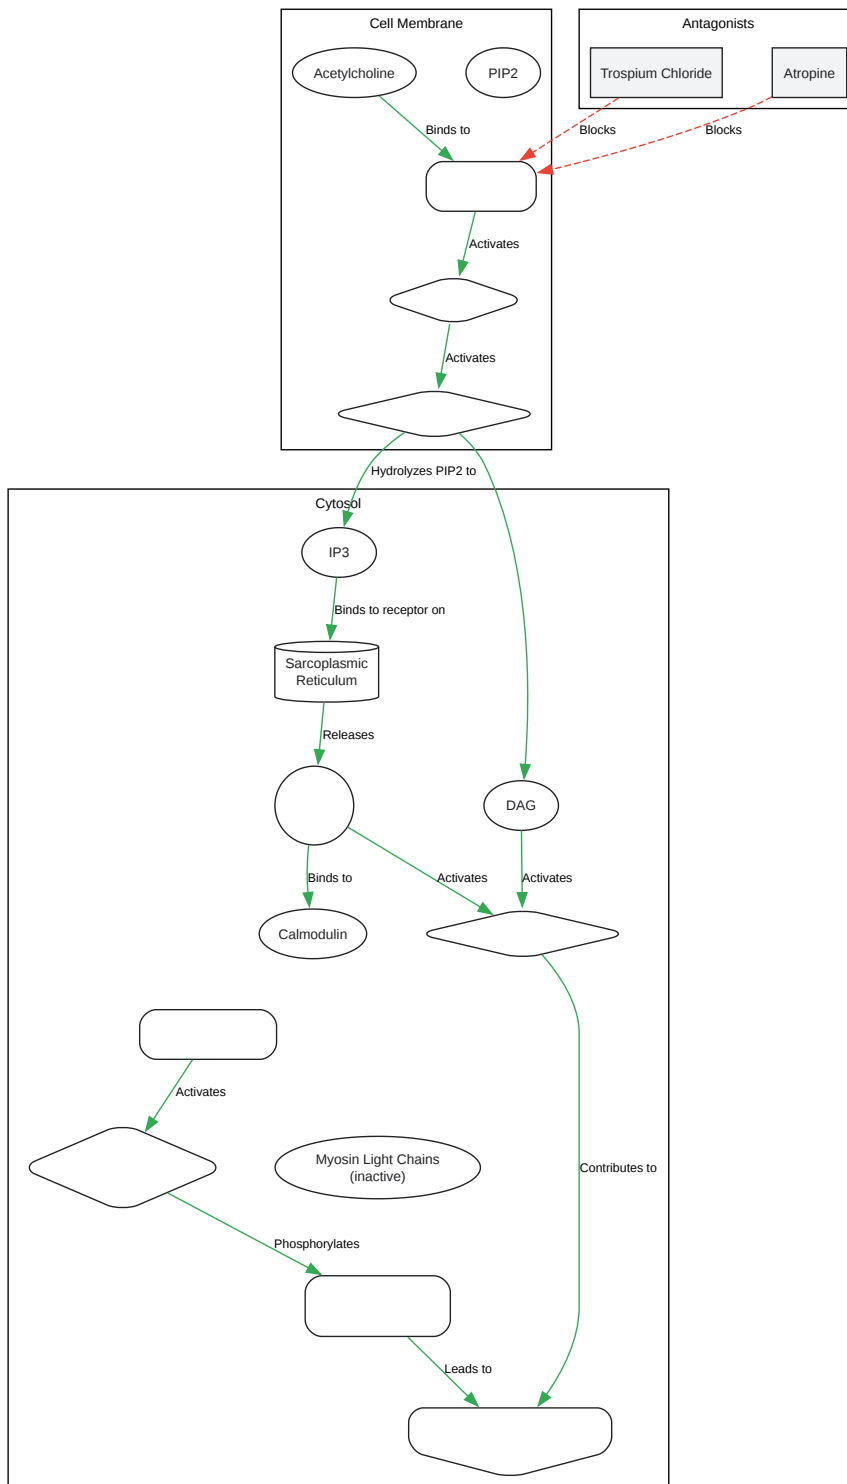 Cell Membrane
Antagonists
Acetylcholine
PIP2
Trospium Chloride
Atropine
Binds to
Blocks
Blocks
Activates
Activates
Hydrolyzes PIP2 to
Cytosol
IP3
Binds to receptor on
Sarcoplasmic
Reticulum
Releases
DAG
Binds to
Activates
Activates
Calmodulin
Activates
Myosin Light Chains
(inactive)
Contributes to
Phosphorylates
Leads to